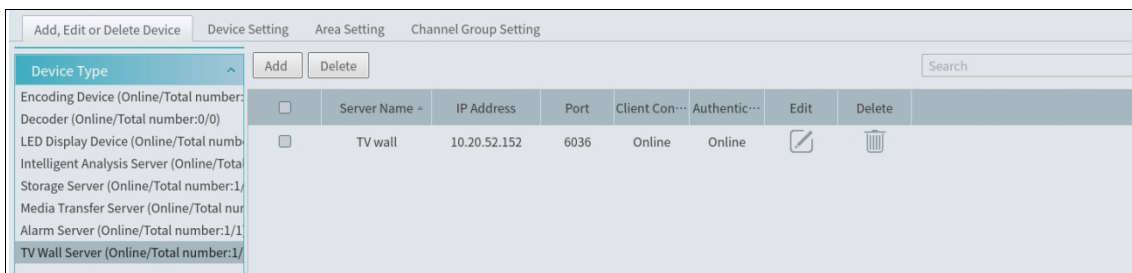 Add, Edit or Delete Device Device Setting Area Setting Channel Group Setting
Device Type
Add Delete Search
Encoding Device (Online/Total number:
Decoder (Online/Total number:0/0)
LED Display Device (Online/Total numb
Intelligent Analysis Server (Online/Total
Storage Server (Online/Total number:1/
Media Transfer Server (Online/Total nur
Alarm Server (Online/Total number:1/1
TV Wall Server (Online/Total number:1/
Server Name IP Address Port Client Con··· Authentic··· Edit Delete
TV wall 10.20.52.152 6036 Online Online